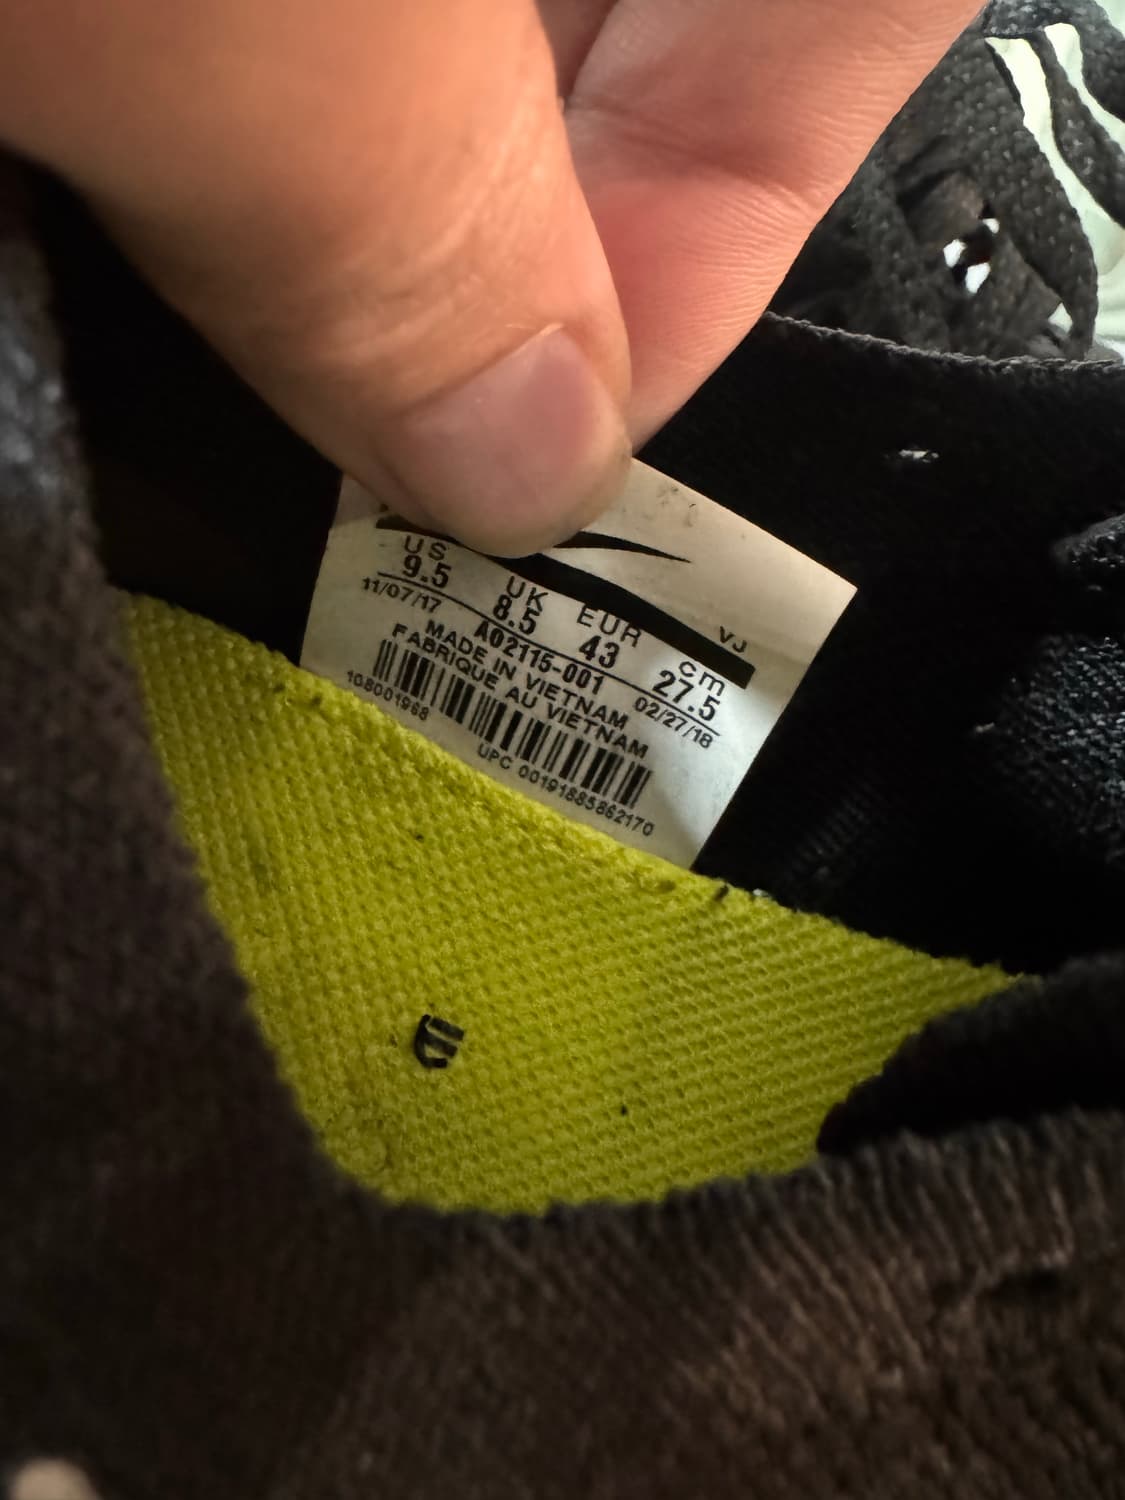 US UK EUR cm
9.5 8.5 43 27.5
VJ
11/07/17 A02115-001 02/27/18
MADE IN VIETNAM
FABRIQUE AU VIETNAM
108001968
UPC 00191885862170